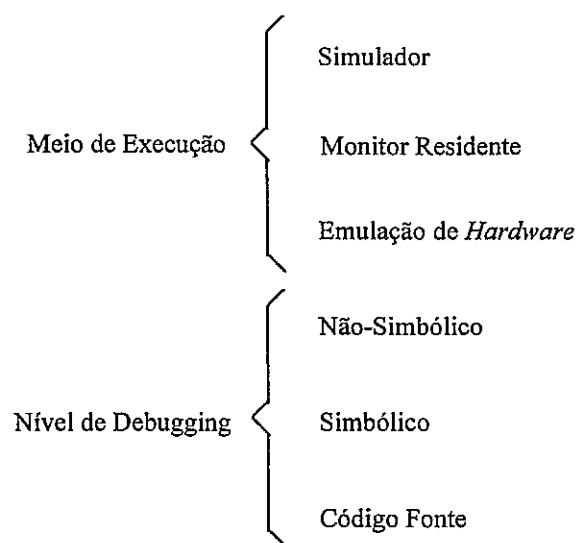 Simulador
Meio de Execução
Monitor Residente
Emulação de Hardware
Não-Simbólico
Nível de Debugging
Simbólico
Código Fonte